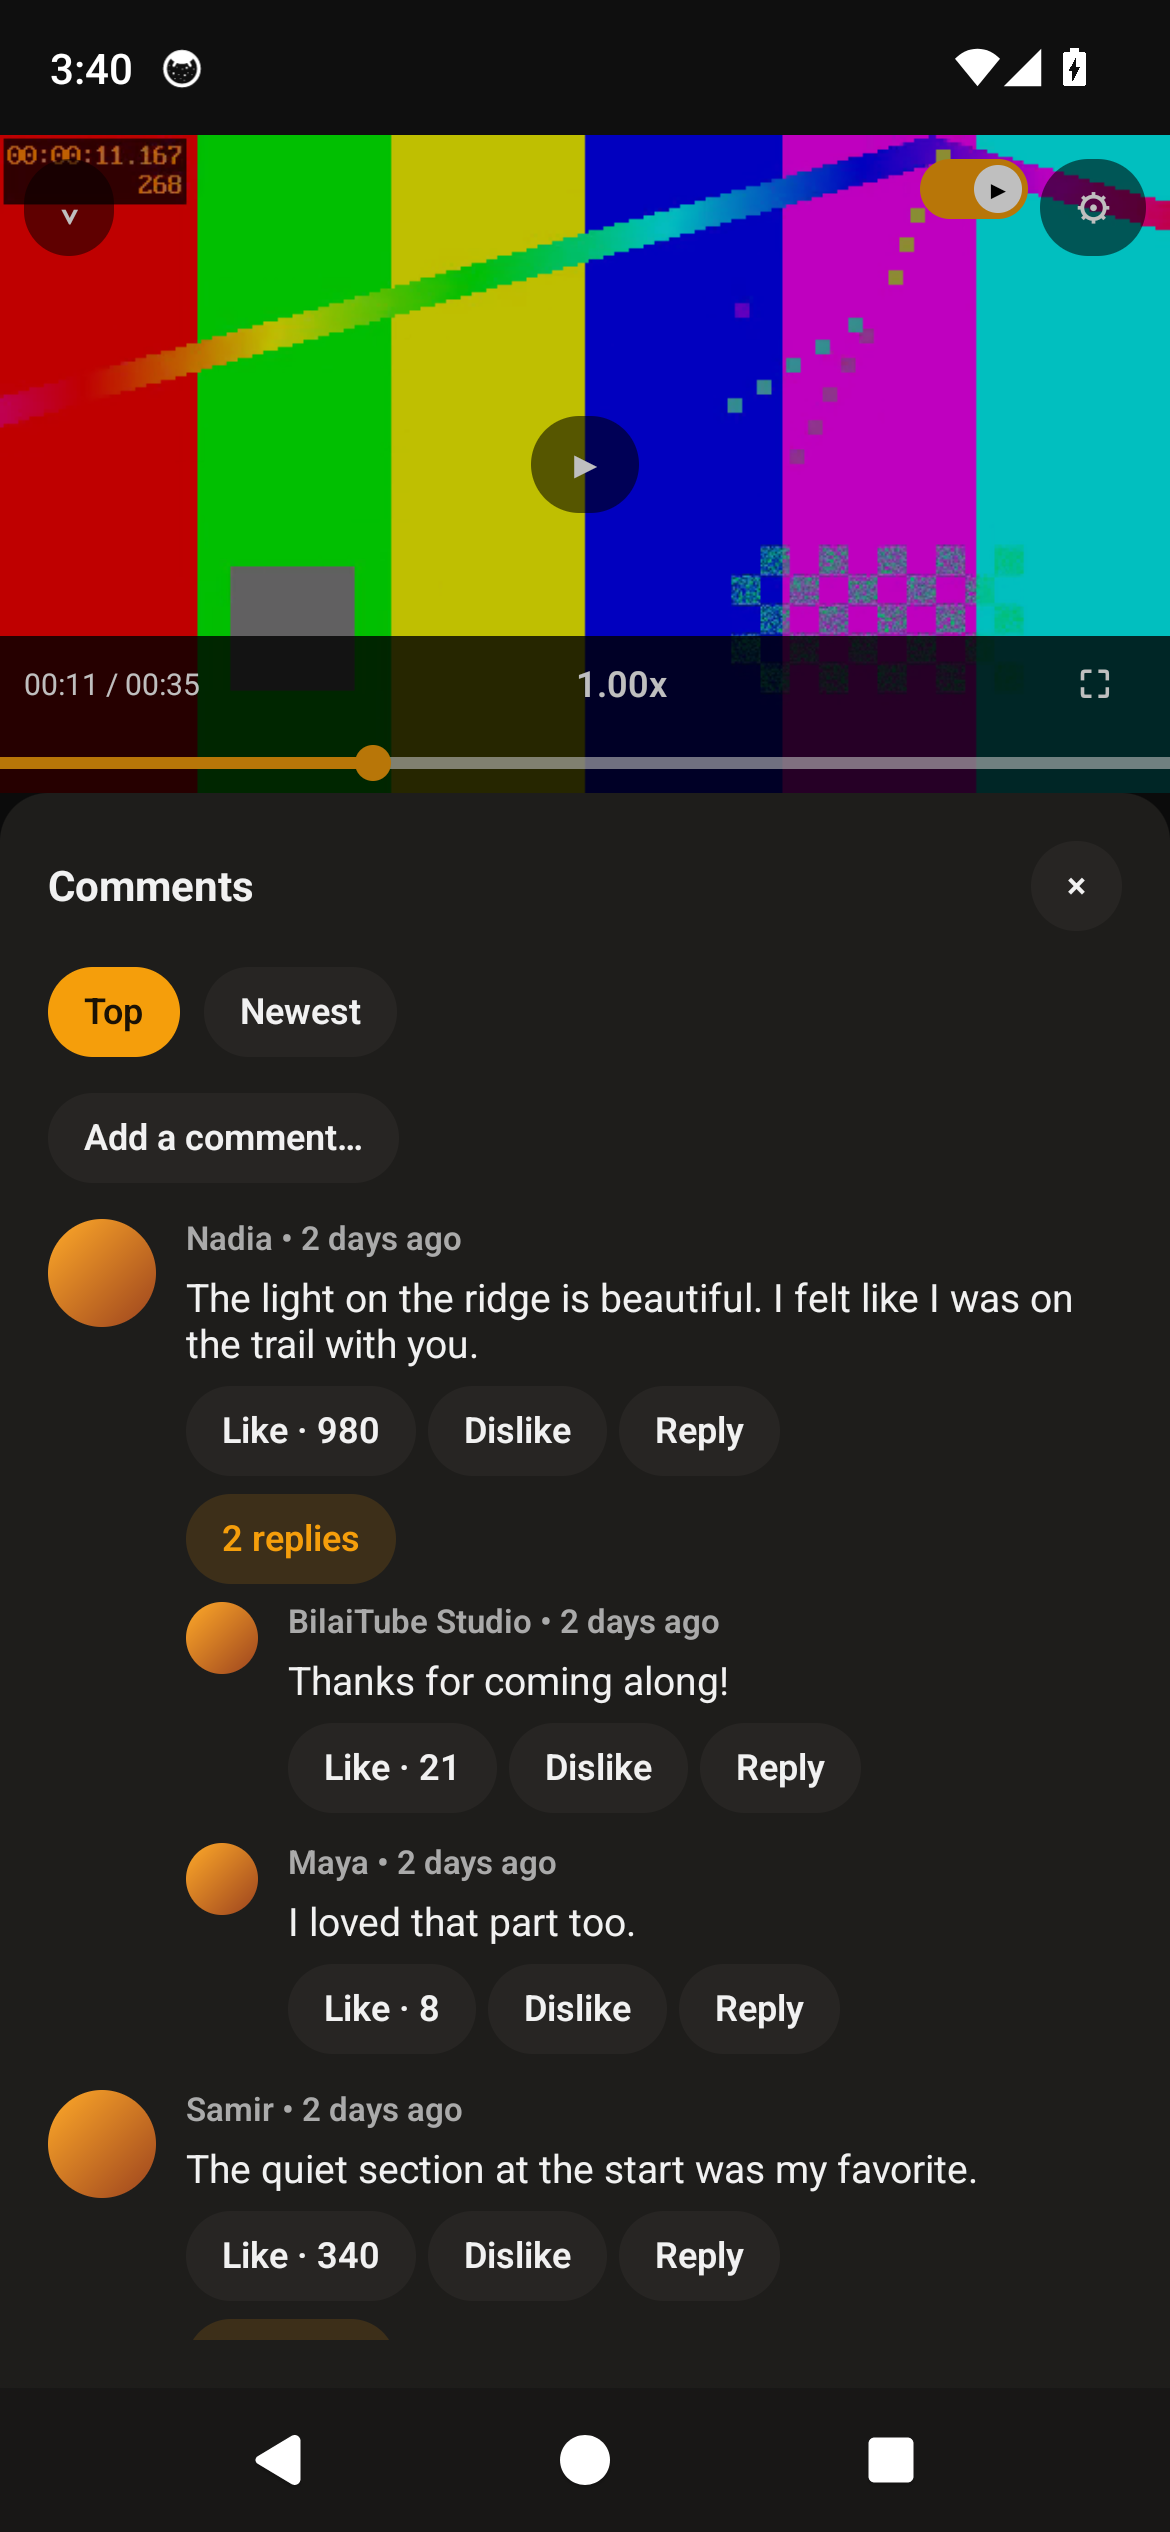 3:40
00:00:11.167
268
00:11 / 00:35
1.00x
Comments
Top
Newest
Add a comment...
Nadia • 2 days ago
The light on the ridge is beautiful. I felt like I was on
the trail with you.
Like · 980
Dislike
Reply
2 replies
BilaiTube Studio • 2 days ago
Thanks for coming along!
Like · 21
Dislike
Reply
Maya • 2 days ago
I loved that part too.
Like · 8
Dislike
Reply
Samir • 2 days ago
The quiet section at the start was my favorite.
Like · 340
Dislike
Reply